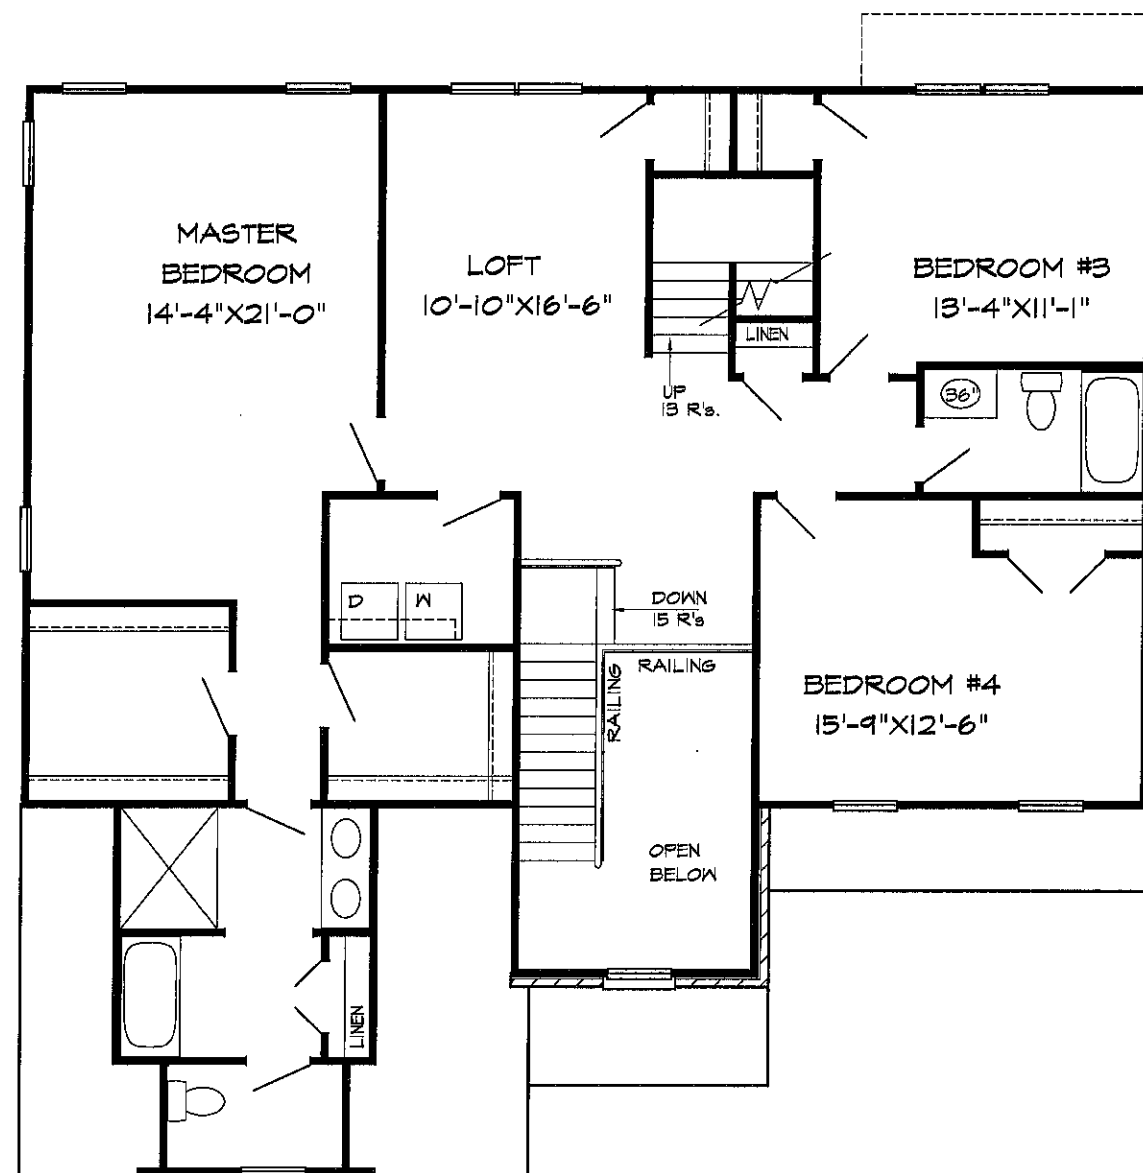 MASTER
BEDROOM
14'-4"X21'-0"
LOFT
10'-10"X16'-6"
BEDROOM #3
13'-4"X11'-1"
LINEN
UP
13 R's.
36"
D
W
DOWN
15 R's
RAILING
RAILING
BEDROOM #4
15'-9"X12'-6"
OPEN
BELOW
LINEN